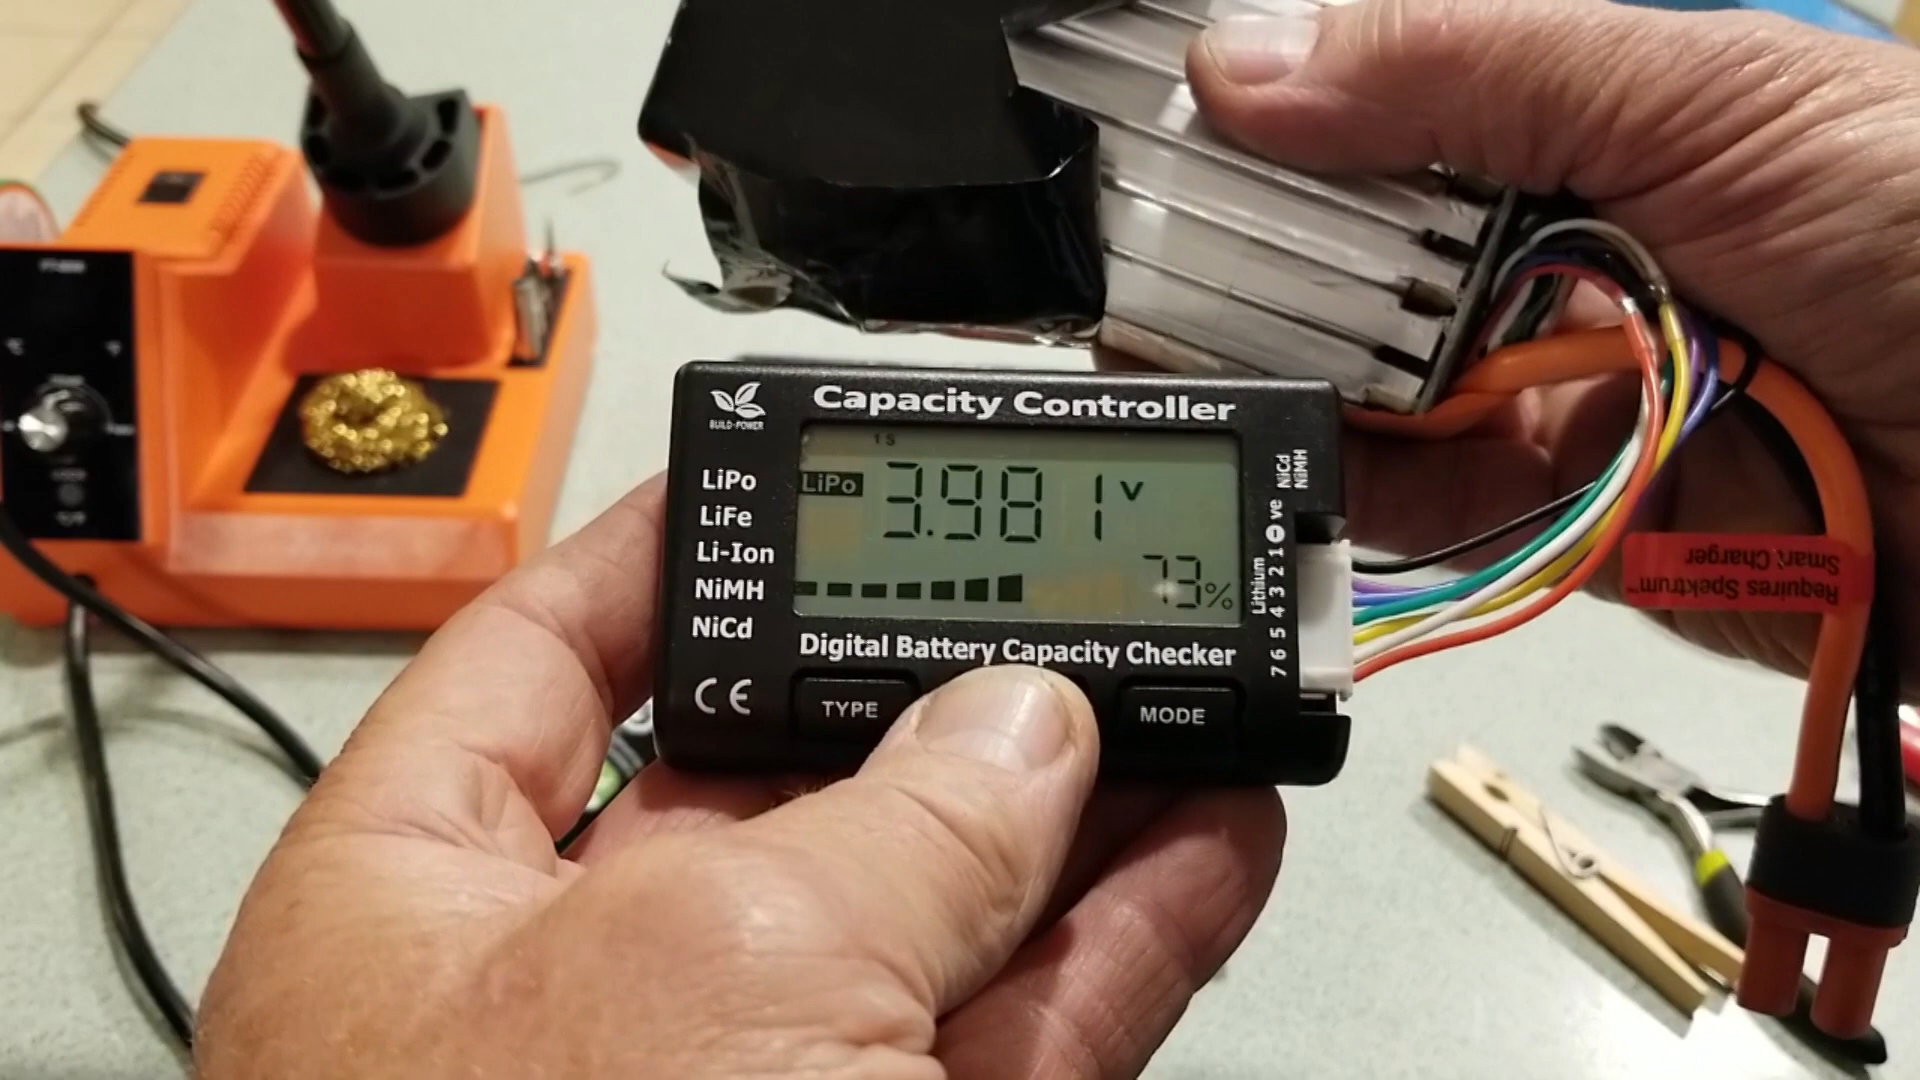 Capacity Controller
BUILD-POWER
1S
LiPo
3.981 v
73%
LiPo
LiFe
Li-Ion
NiMH
NiCd
NiCd
NiMH
Lithium
7 6 5 4 3 2 1 ve
Digital Battery Capacity Checker
CE
TYPE
MODE
Requires Spektrum™
Smart Charger